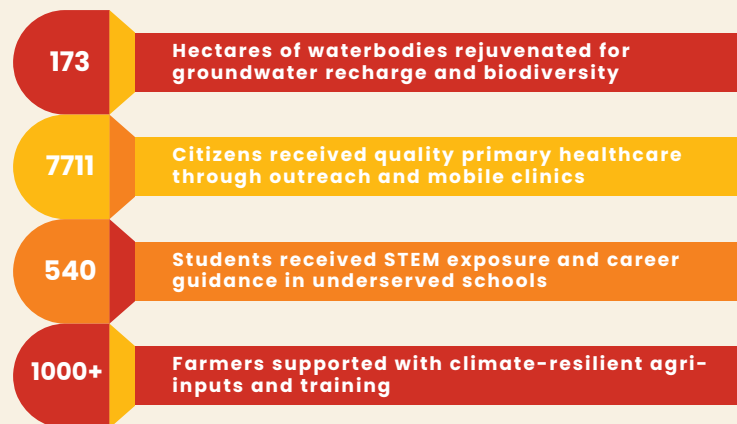 173
Hectares of waterbodies rejuvenated for
groundwater recharge and biodiversity
7711
Citizens received quality primary healthcare
through outreach and mobile clinics
540
Students received STEM exposure and career
guidance in underserved schools
1000+
Farmers supported with climate-resilient agri-
inputs and training